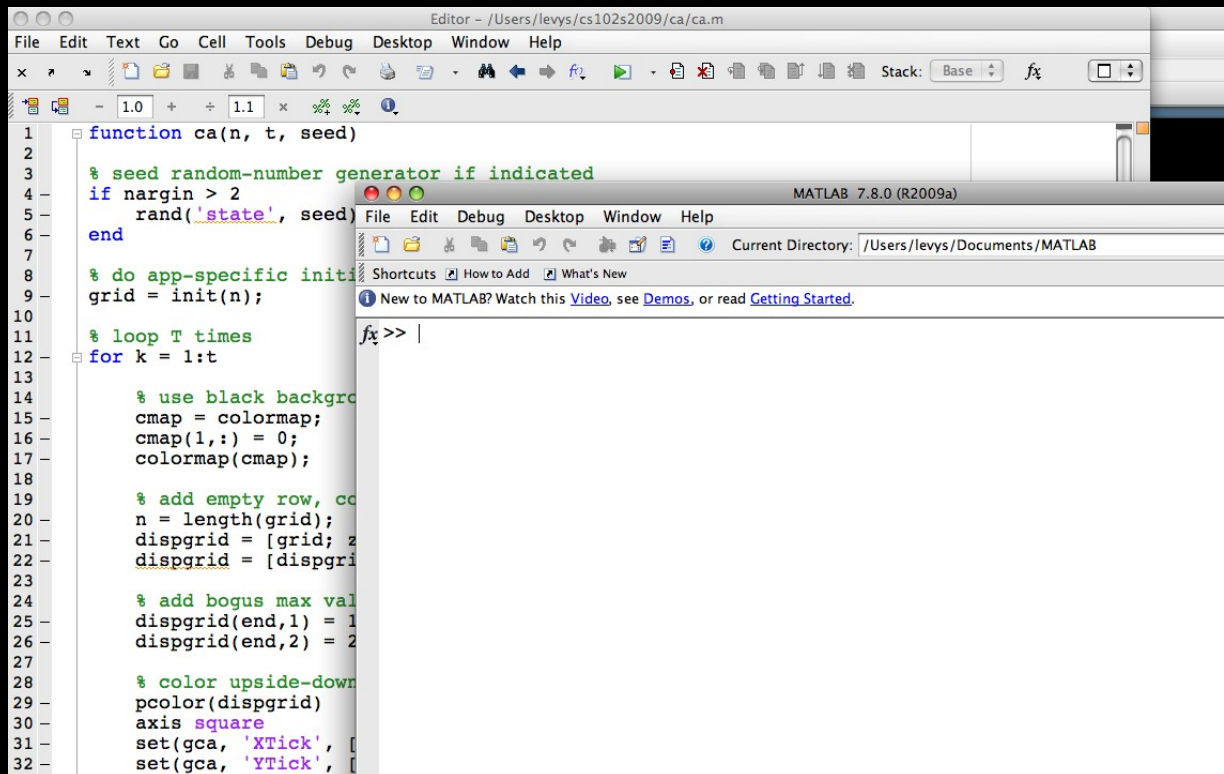 Editor – /Users/levys/cs102s2009/ca/ca.m
File Edit Text Go Cell Tools Debug Desktop Window Help
Stack: Base fx
− 1.0 + ÷ 1.1 ×
1 function ca(n, t, seed)
2
3 % seed random-number generator if indicated
4 – if nargin > 2
5 – rand('state', seed)
6 – end
7
8 % do app-specific initi
9 – grid = init(n);
10
11 % loop T times
12 – for k = 1:t
13
14 % use black backgro
15 – cmap = colormap;
16 – cmap(1,:) = 0;
17 – colormap(cmap);
18
19 % add empty row, co
20 – n = length(grid);
21 – dispgrid = [grid; z
22 – dispgrid = [dispgri
23
24 % add bogus max val
25 – dispgrid(end,1) = 1
26 – dispgrid(end,2) = 2
27
28 % color upside-down
29 – pcolor(dispgrid)
30 – axis square
31 – set(gca, 'XTick', [
32 – set(gca, 'YTick', [
MATLAB 7.8.0 (R2009a)
File Edit Debug Desktop Window Help
Current Directory: /Users/levys/Documents/MATLAB
Shortcuts How to Add What's New
New to MATLAB? Watch this Video, see Demos, or read Getting Started.
fx >>